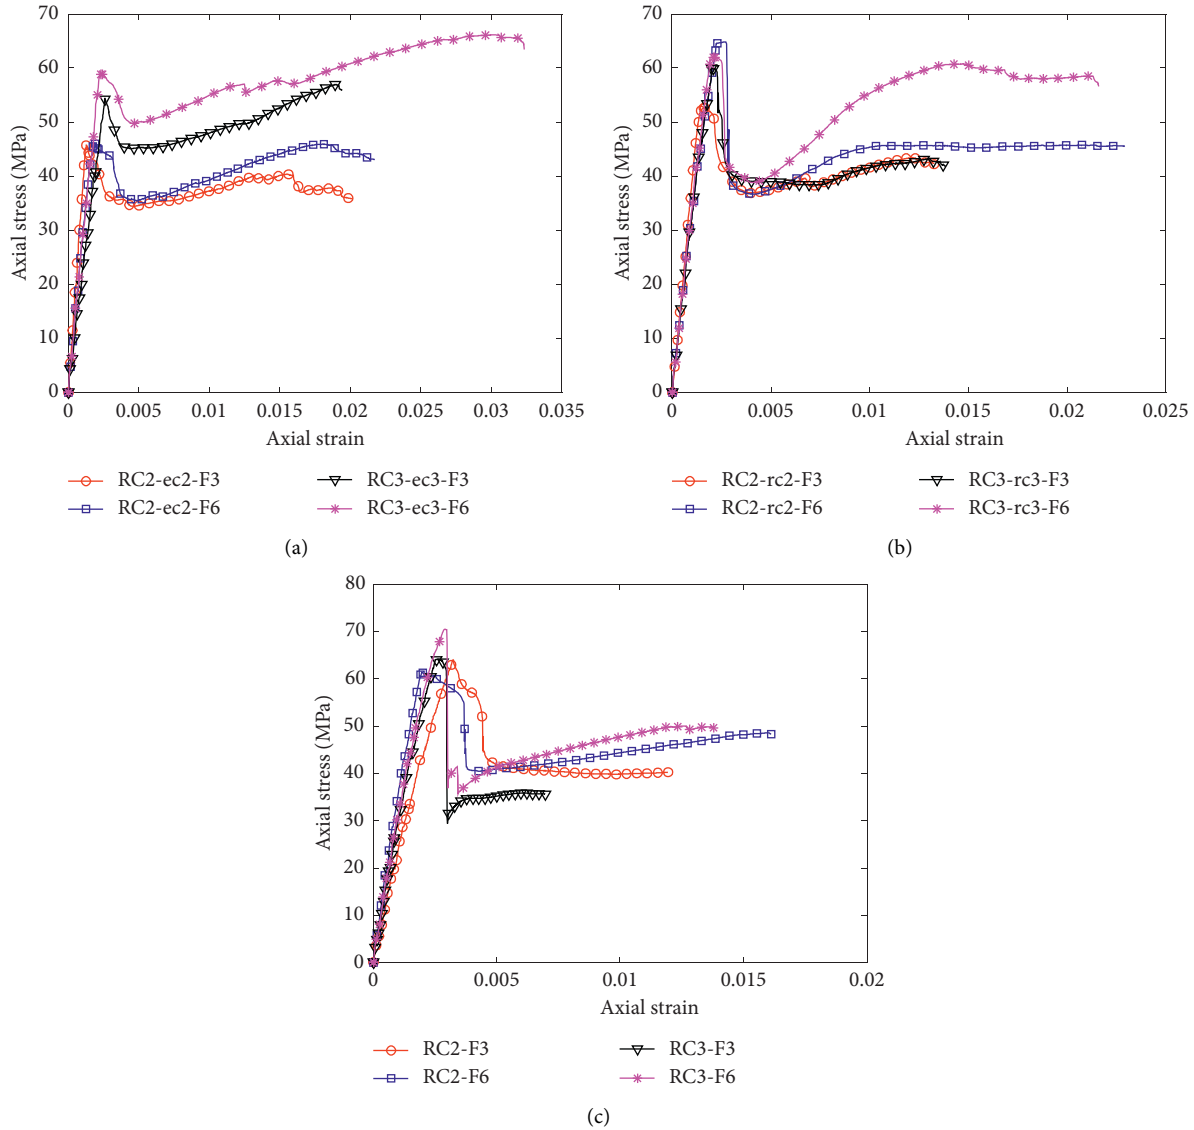 70
60
50
40
30
20
10
0
Axial stress (MPa)
0 0.005 0.01 0.015 0.02 0.025 0.03 0.035
Axial strain
RC2-ec2-F3
RC2-ec2-F6
RC3-ec3-F3
RC3-ec3-F6
(a)
70
60
50
40
30
20
10
0
Axial stress (MPa)
0 0.005 0.01 0.015 0.02 0.025
Axial strain
RC2-rc2-F3
RC2-rc2-F6
RC3-rc3-F3
RC3-rc3-F6
(b)
80
70
60
50
40
30
20
10
0
Axial stress (MPa)
0 0.005 0.01 0.015 0.02
Axial strain
RC2-F3
RC2-F6
RC3-F3
RC3-F6
(c)